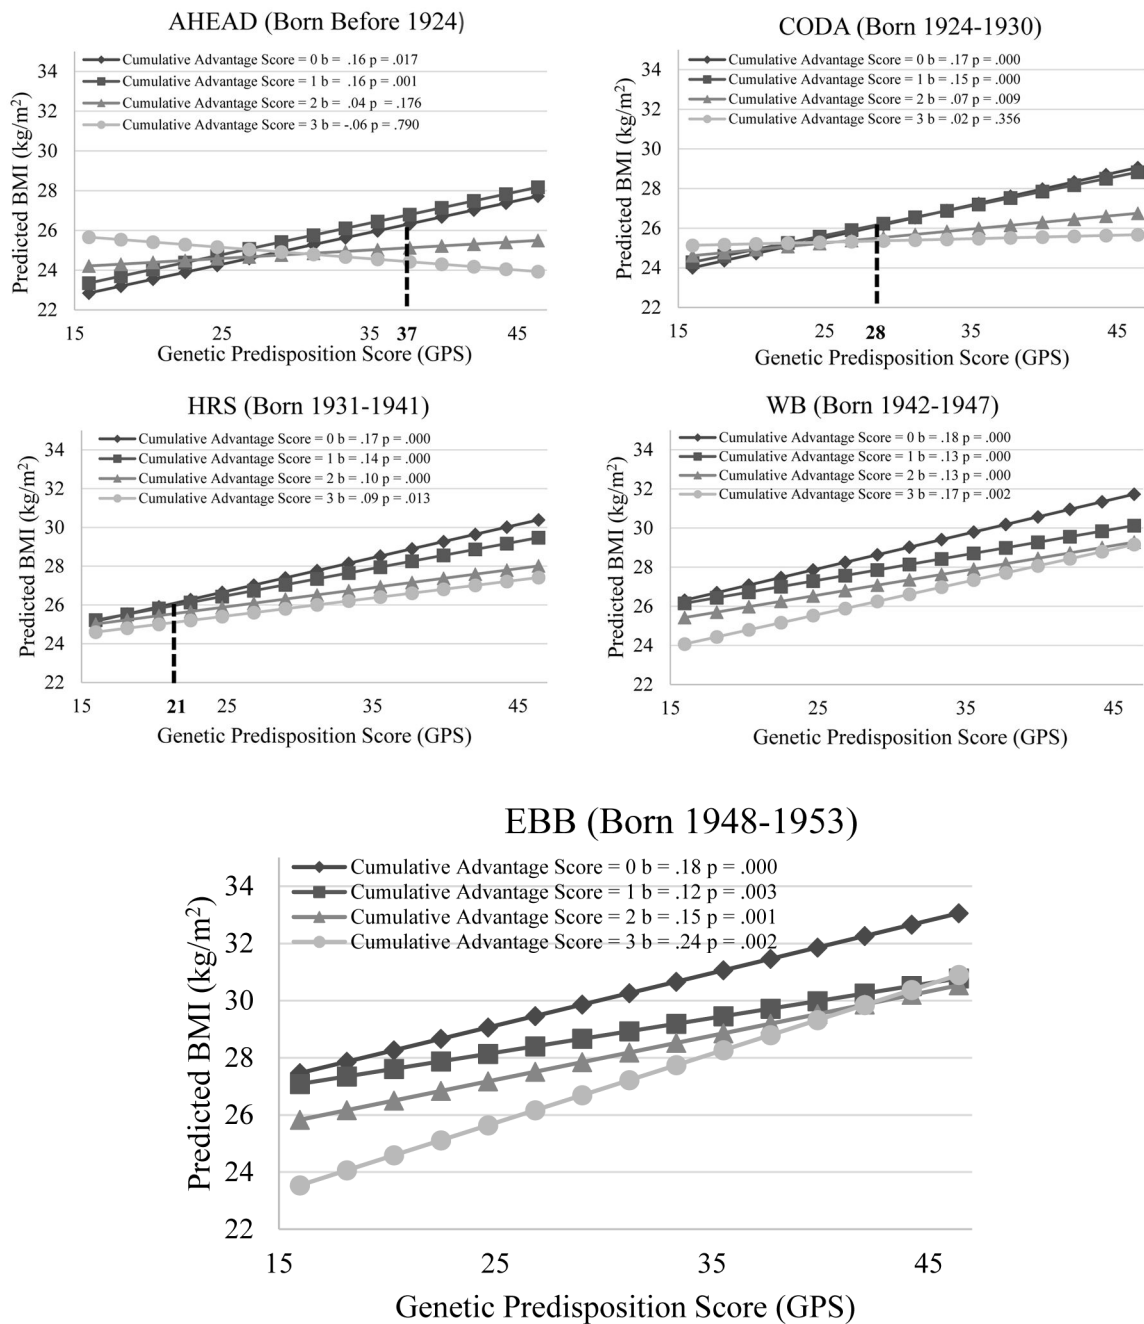 AHEAD (Born Before 1924)
Cumulative Advantage Score = 0 b = .16 p = .017
Cumulative Advantage Score = 1 b = .16 p = .001
Cumulative Advantage Score = 2 b = .04 p = .176
Cumulative Advantage Score = 3 b = -.06 p = .790
Predicted BMI (kg/m²)
34
32
30
28
26
24
22
15 25 35 37 45
Genetic Predisposition Score (GPS)
CODA (Born 1924-1930)
Cumulative Advantage Score = 0 b = .17 p = .000
Cumulative Advantage Score = 1 b = .15 p = .000
Cumulative Advantage Score = 2 b = .07 p = .009
Cumulative Advantage Score = 3 b = .02 p = .356
Predicted BMI (kg/m²)
34
32
30
28
26
24
22
15 25 28 35 45
Genetic Predisposition Score (GPS)
HRS (Born 1931-1941)
Cumulative Advantage Score = 0 b = .17 p = .000
Cumulative Advantage Score = 1 b = .14 p = .000
Cumulative Advantage Score = 2 b = .10 p = .000
Cumulative Advantage Score = 3 b = .09 p = .013
Predicted BMI (kg/m²)
34
32
30
28
26
24
22
15 21 25 35 45
Genetic Predisposition Score (GPS)
WB (Born 1942-1947)
Cumulative Advantage Score = 0 b = .18 p = .000
Cumulative Advantage Score = 1 b = .13 p = .000
Cumulative Advantage Score = 2 b = .13 p = .000
Cumulative Advantage Score = 3 b = .17 p = .002
Predicted BMI (kg/m²)
34
32
30
28
26
24
22
15 25 35 45
Genetic Predisposition Score (GPS)
EBB (Born 1948-1953)
Cumulative Advantage Score = 0 b = .18 p = .000
Cumulative Advantage Score = 1 b = .12 p = .003
Cumulative Advantage Score = 2 b = .15 p = .001
Cumulative Advantage Score = 3 b = .24 p = .002
Predicted BMI (kg/m²)
34
32
30
28
26
24
22
15 25 35 45
Genetic Predisposition Score (GPS)